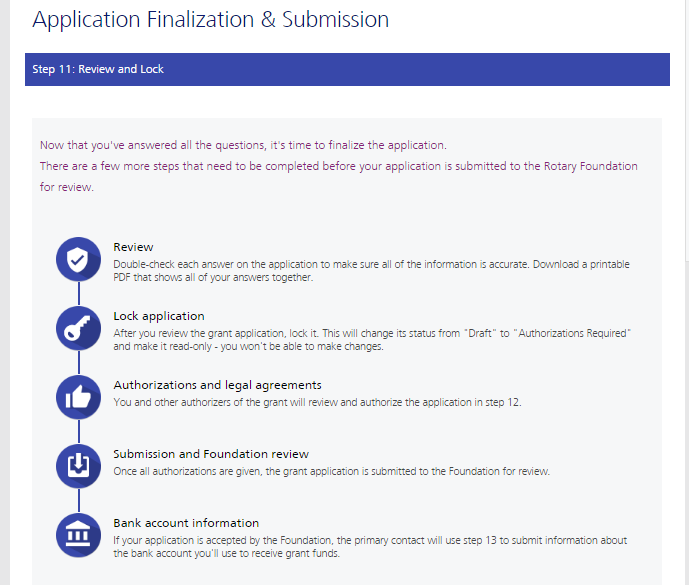 Application Finalization & Submission
Step 11: Review and Lock
Now that you've answered all the questions, it's time to finalize the application.
There are a few more steps that need to be completed before your application is submitted to the Rotary Foundation
for review.
Review
Double-check each answer on the application to make sure all of the information is accurate. Download a printable
PDF that shows all of your answers together.
Lock application
After you review the grant application, lock it. This will change its status from "Draft" to "Authorizations Required"
and make it read-only - you won't be able to make changes.
Authorizations and legal agreements
You and other authorizers of the grant will review and authorize the application in step 12.
Submission and Foundation review
Once all authorizations are given, the grant application is submitted to the Foundation for review.
Bank account information
If your application is accepted by the Foundation, the primary contact will use step 13 to submit information about
the bank account you'll use to receive grant funds.